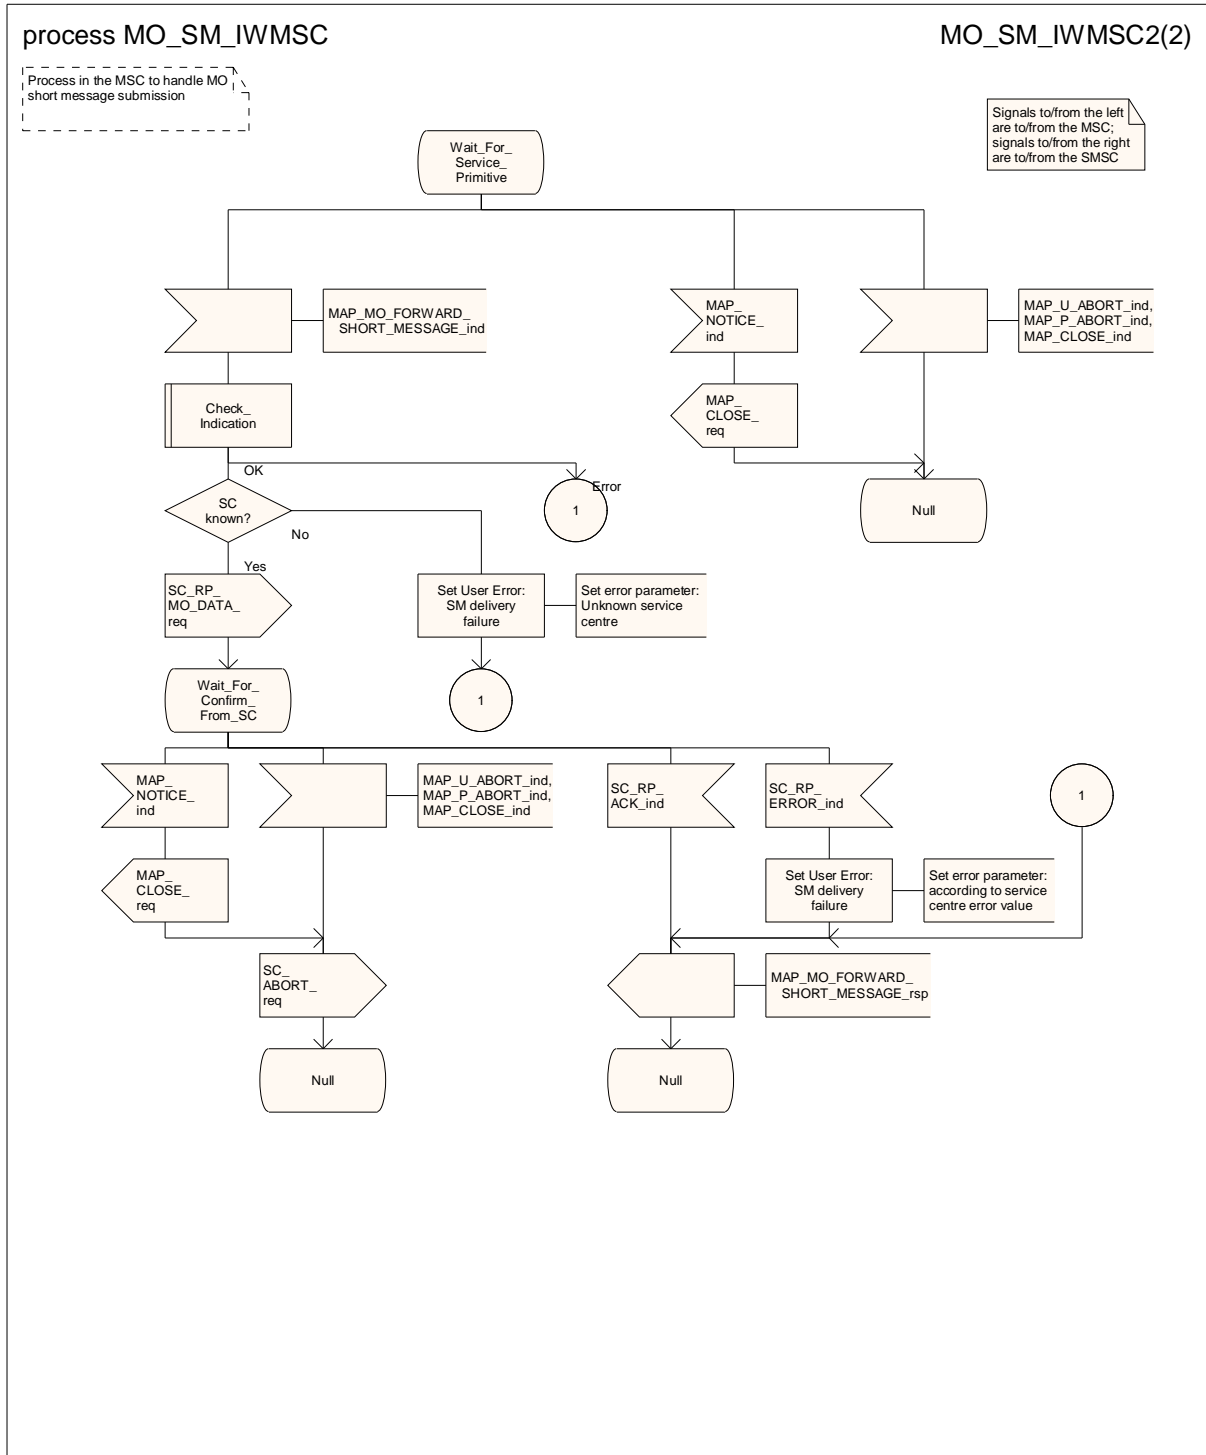 process MO_SM_IWMSC
MO_SM_IWMSC2(2)
Process in the MSC to handle MO
short message submission
Signals to/from the left
are to/from the MSC;
signals to/from the right
are to/from the SMSC
Wait_For_
Service_
Primitive
MAP_MO_FORWARD_
SHORT_MESSAGE_ind
MAP_
NOTICE_
ind
MAP_U_ABORT_ind,
MAP_P_ABORT_ind,
MAP_CLOSE_ind
Check_
Indication
MAP_
CLOSE_
req
OK
Error
SC
known?
1
Null
No
Yes
SC_RP_
MO_DATA_
req
Set User Error:
SM delivery
failure
Set error parameter:
Unknown service
centre
Wait_For_
Confirm_
From_SC
1
MAP_
NOTICE_
ind
MAP_U_ABORT_ind,
MAP_P_ABORT_ind,
MAP_CLOSE_ind
SC_RP_
ACK_ind
SC_RP_
ERROR_ind
1
MAP_
CLOSE_
req
Set User Error:
SM delivery
failure
Set error parameter:
according to service
centre error value
SC_
ABORT_
req
MAP_MO_FORWARD_
SHORT_MESSAGE_rsp
Null
Null